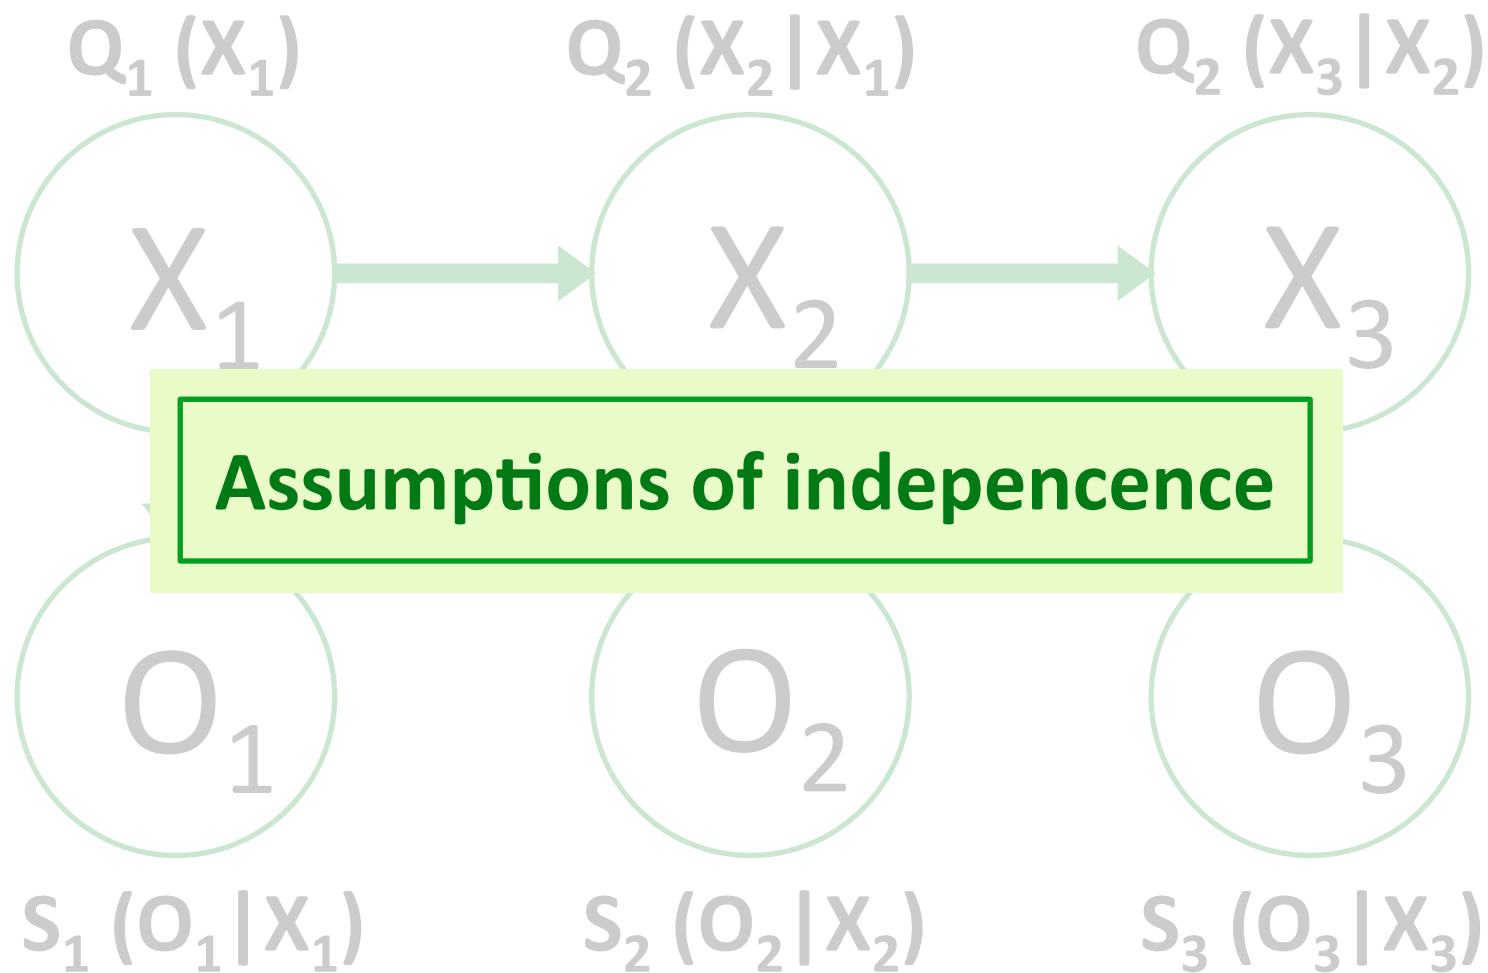 Q₁ (X₁) Q₂ (X₂|X₁) Q₂ (X₃|X₂)
X₁ X₂ X₃
Assumptions of indepencence
O₁ O₂ O₃
S₁ (O₁|X₁) S₂ (O₂|X₂) S₃ (O₃|X₃)